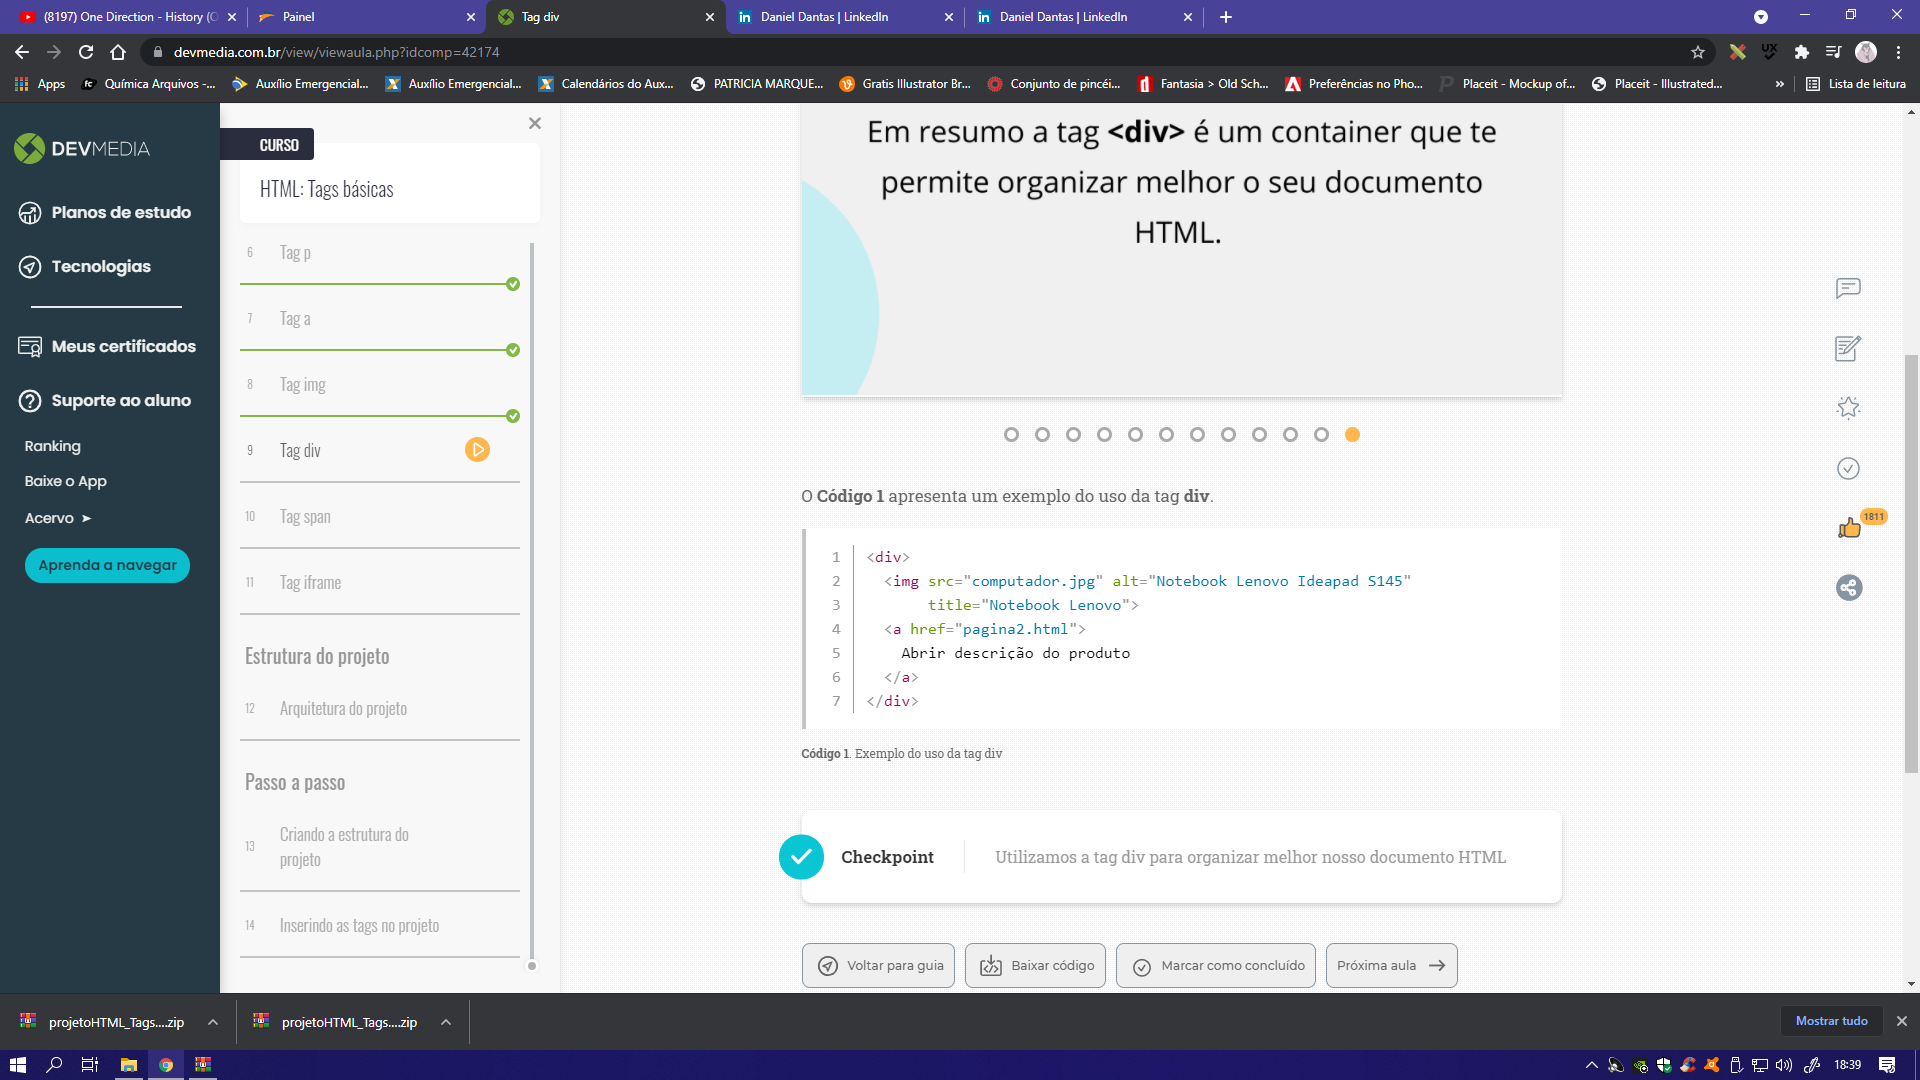 (8197) One Direction - History (O
Painel
Tag div
Daniel Dantas | LinkedIn
Daniel Dantas | LinkedIn
devmedia.com.br/view/viewaula.php?idcomp=42174
UX
Apps
fc
Química Arquivos -...
Auxílio Emergencial...
Auxílio Emergencial...
Calendários do Aux...
PATRICIA MARQUE...
Gratis Illustrator Br...
Conjunto de pincéi...
Fantasia > Old Sch...
Preferências no Pho...
Placeit - Mockup of...
Placeit - Illustrated...
»
Lista de leitura
DEVMEDIA
Planos de estudo
Tecnologias
Meus certificados
Suporte ao aluno
Ranking
Baixe o App
Acervo ➤
Aprenda a navegar
CURSO
HTML: Tags básicas
6 Tag p
7 Tag a
8 Tag img
9 Tag div
10 Tag span
11 Tag iframe
Estrutura do projeto
12 Arquitetura do projeto
Passo a passo
13 Criando a estrutura do
projeto
14 Inserindo as tags no projeto
Em resumo a tag <div> é um container que te
permite organizar melhor o seu documento
HTML.
O Código 1 apresenta um exemplo do uso da tag div.
1 <div>
2 <img src="computador.jpg" alt="Notebook Lenovo Ideapad S145"
3 title="Notebook Lenovo">
4 <a href="pagina2.html">
5 Abrir descrição do produto
6 </a>
7 </div>
Código 1. Exemplo do uso da tag div
Checkpoint
Utilizamos a tag div para organizar melhor nosso documento HTML
Voltar para guia
Baixar código
Marcar como concluído
Próxima aula
1811
projetoHTML_Tags....zip
projetoHTML_Tags....zip
Mostrar tudo
18:39